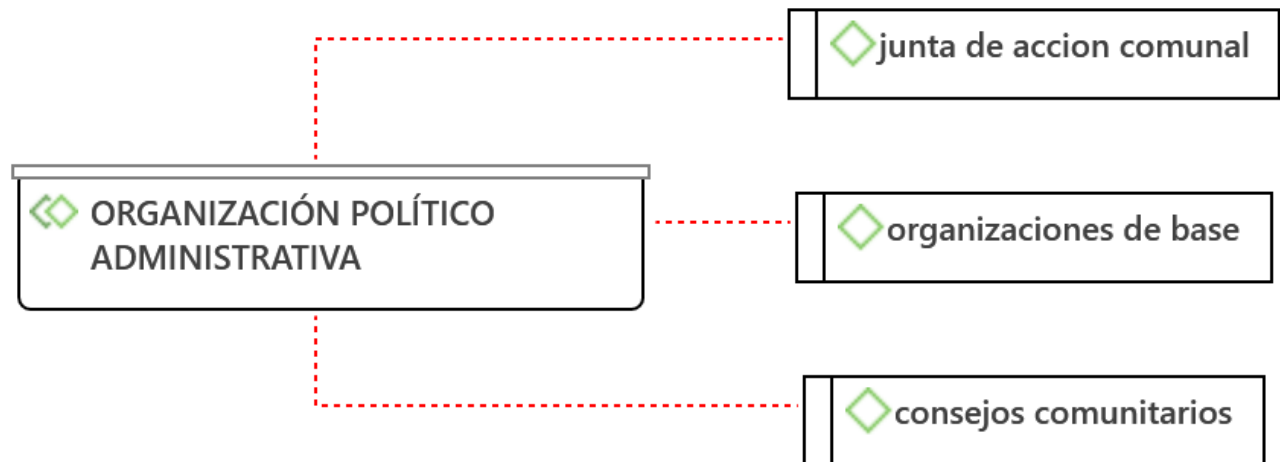 junta de accion comunal
ORGANIZACIÓN POLÍTICO
ADMINISTRATIVA
organizaciones de base
consejos comunitarios